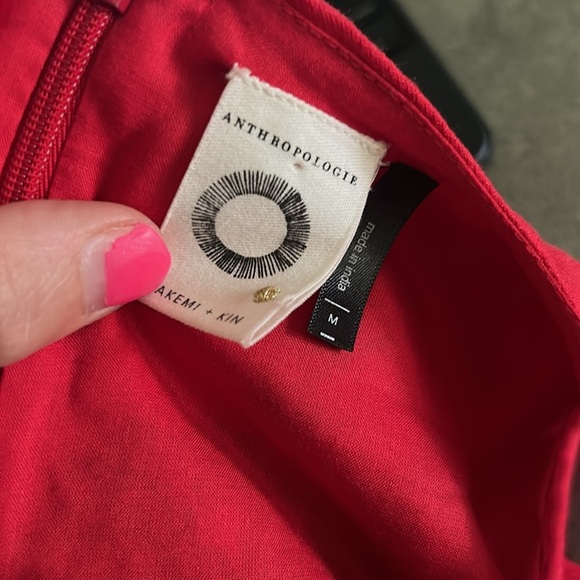 ANTHROPOLOGIE
AKEMI + KIN
made in india
M